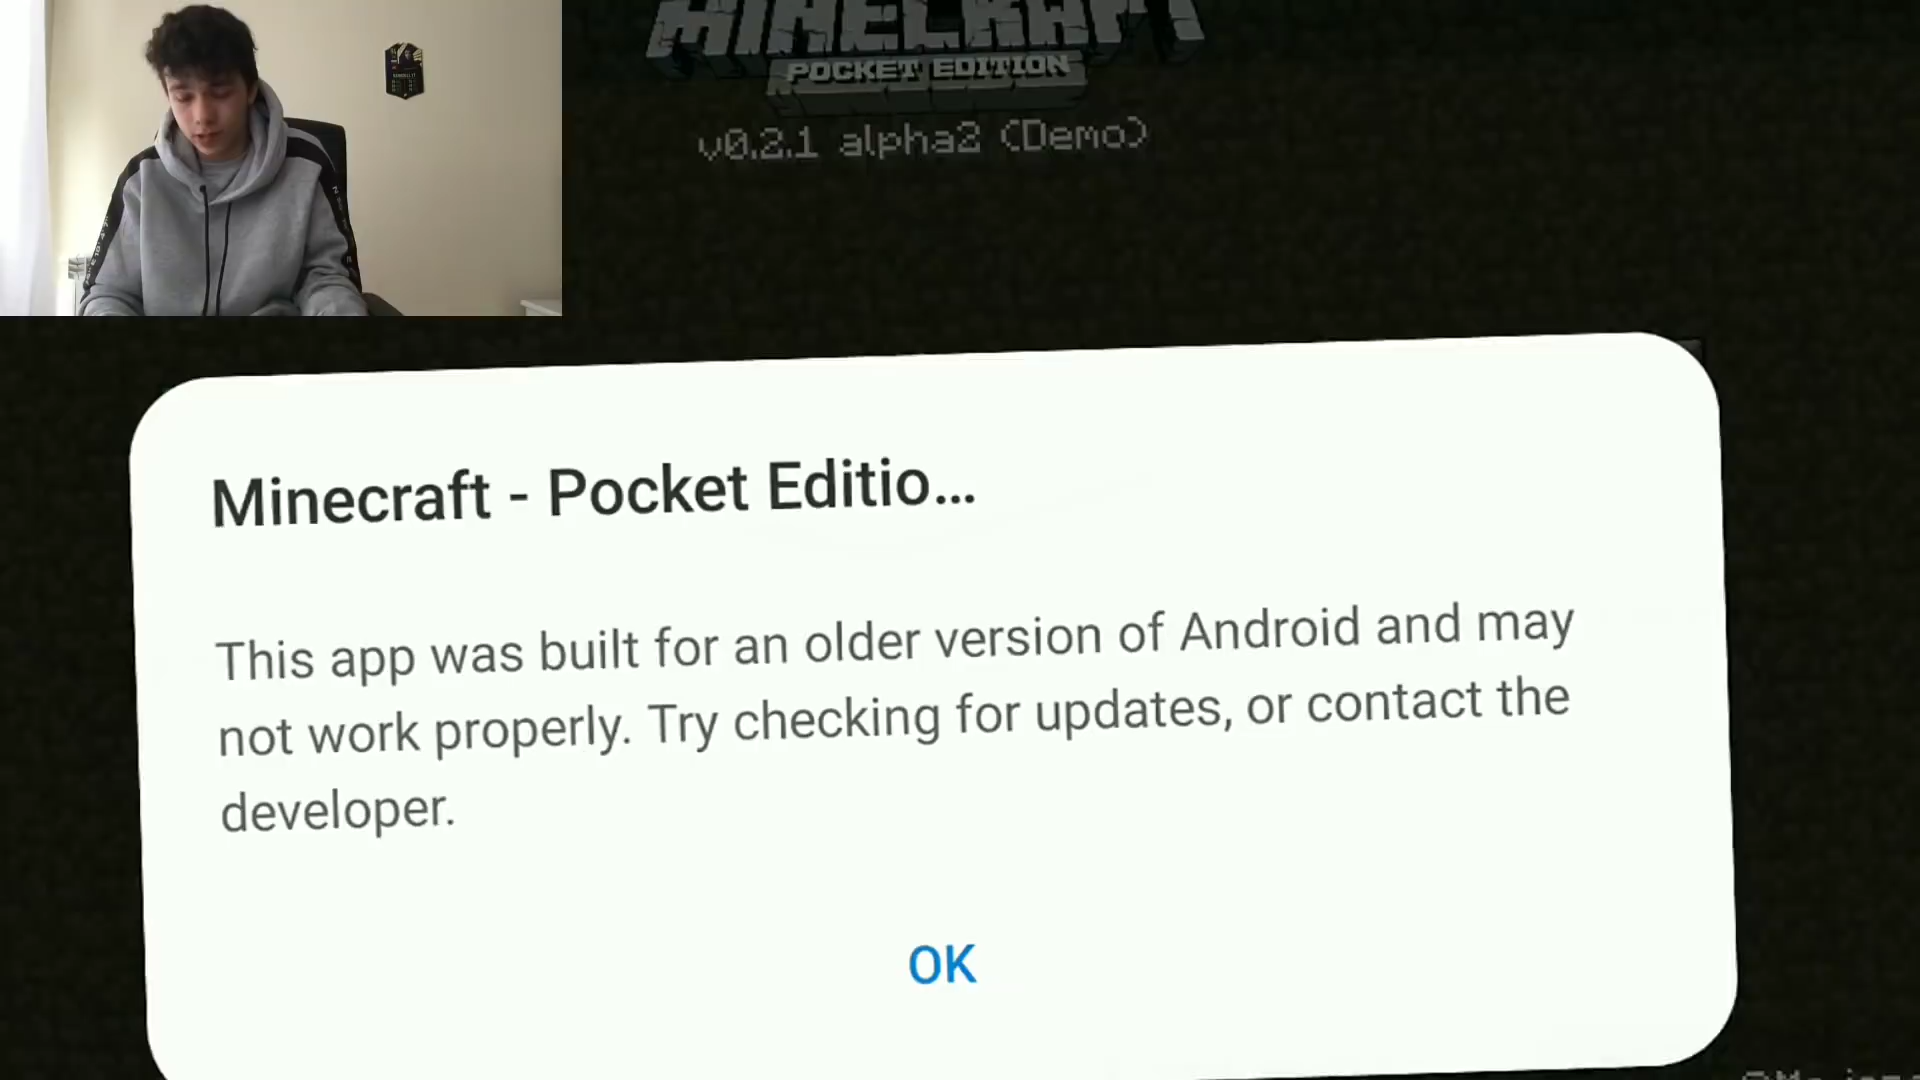 MINECRAFT
POCKET EDITION
v0.2.1 alpha2 (Demo)
Minecraft - Pocket Editio...
This app was built for an older version of Android and may
not work properly. Try checking for updates, or contact the
developer.
OK